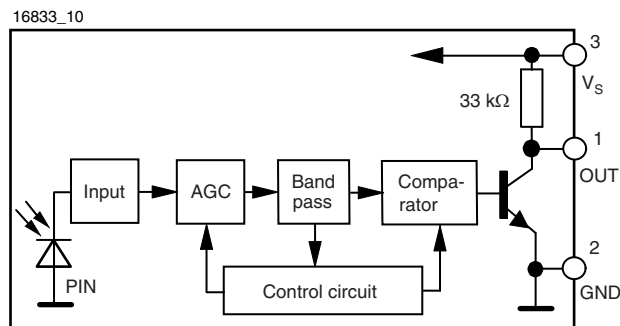 16833_10
3
V_S
33 kΩ
1
OUT
Input
AGC
Band
pass
Compa-
rator
2
GND
PIN
Control circuit